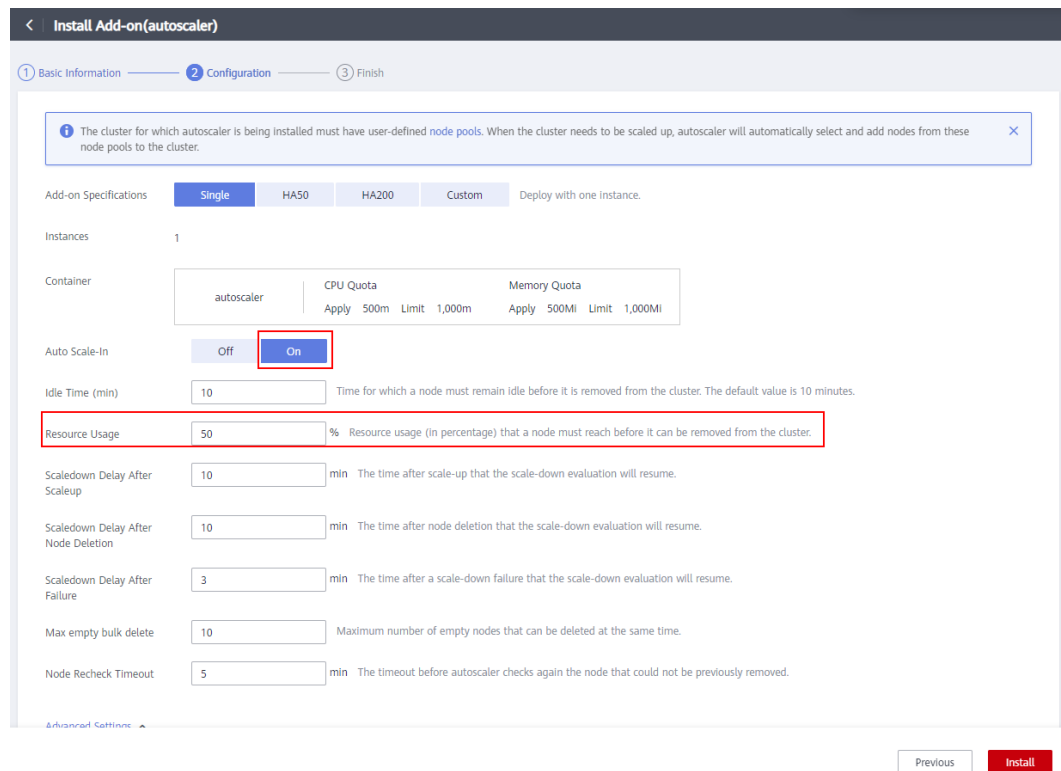 Install Add-on(autoscaler)
1 Basic Information 2 Configuration 3 Finish
The cluster for which autoscaler is being installed must have user-defined node pools. When the cluster needs to be scaled up, autoscaler will automatically select and add nodes from these
node pools to the cluster.
Add-on Specifications Single HA50 HA200 Custom Deploy with one instance.
Instances 1
Container autoscaler CPU Quota Memory Quota
Apply 500m Limit 1,000m Apply 500Mi Limit 1,000Mi
Auto Scale-In Off On
Idle Time (min) 10 Time for which a node must remain idle before it is removed from the cluster. The default value is 10 minutes.
Resource Usage 50 % Resource usage (in percentage) that a node must reach before it can be removed from the cluster.
Scaledown Delay After 10 min The time after scale-up that the scale-down evaluation will resume.
Scaleup
Scaledown Delay After 10 min The time after node deletion that the scale-down evaluation will resume.
Node Deletion
Scaledown Delay After 3 min The time after a scale-down failure that the scale-down evaluation will resume.
Failure
Max empty bulk delete 10 Maximum number of empty nodes that can be deleted at the same time.
Node Recheck Timeout 5 min The timeout before autoscaler checks again the node that could not be previously removed.
Advanced Settings
Previous Install